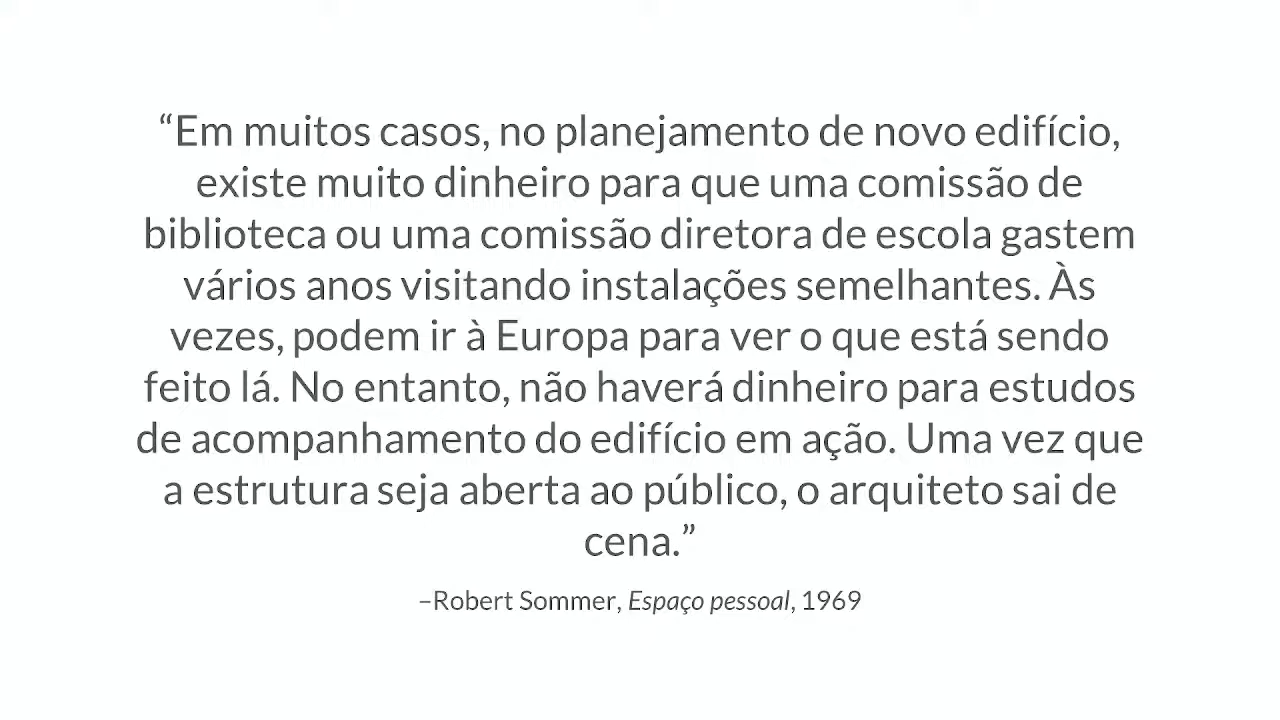 “Em muitos casos, no planejamento de novo edifício,
existe muito dinheiro para que uma comissão de
biblioteca ou uma comissão diretora de escola gastem
vários anos visitando instalações semelhantes. Às
vezes, podem ir à Europa para ver o que está sendo
feito lá. No entanto, não haverá dinheiro para estudos
de acompanhamento do edifício em ação. Uma vez que
a estrutura seja aberta ao público, o arquiteto sai de
cena.”
–Robert Sommer, Espaço pessoal, 1969